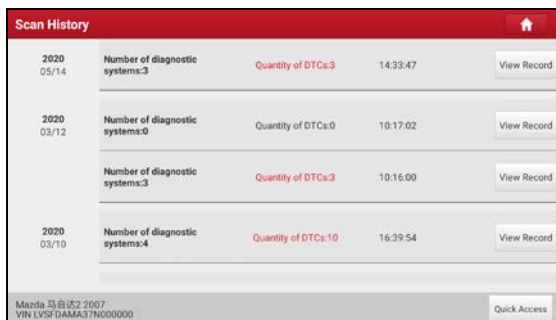 Scan History
2020
05/14
Number of diagnostic
systems:3
Quantity of DTCs:3
14:33:47
View Record
2020
03/12
Number of diagnostic
systems:0
Quantity of DTCs:0
10:17:02
View Record
Number of diagnostic
systems:3
Quantity of DTCs:3
10:16:00
View Record
2020
03/10
Number of diagnostic
systems:4
Quantity of DTCs:10
16:39:54
View Record
Mazda 马自达2 2007
VIN LVSFDAMA37N000000
Quick Access